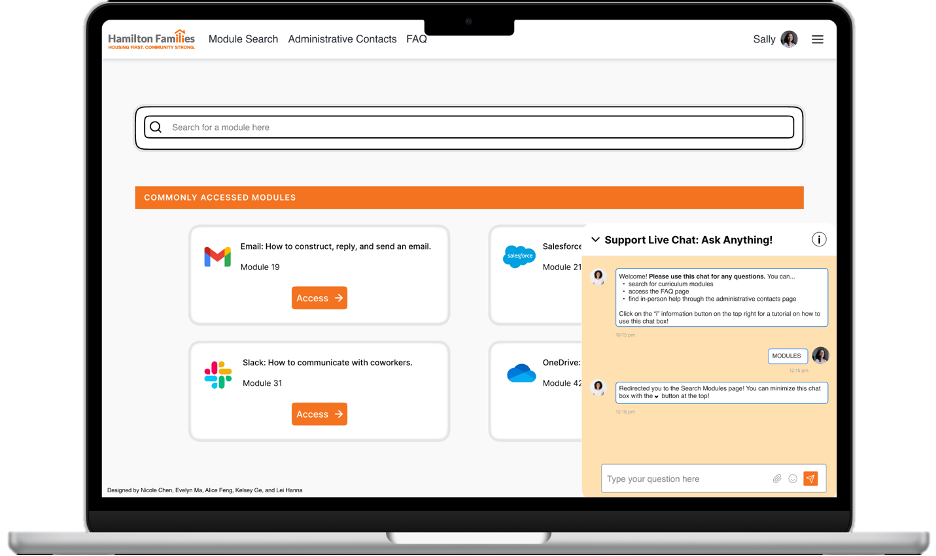 Hamilton Families
HOUSING FIRST. COMMUNITY STRONG.
Module Search Administrative Contacts FAQ
Sally
Search for a module here
COMMONLY ACCESSED MODULES
Email: How to construct, reply, and send an email.
Module 19
Access
Salesforce
salesforce
Module 21
Slack: How to communicate with coworkers.
Module 31
Access
OneDrive:
Module 42
Support Live Chat: Ask Anything!
i
Welcome! Please use this chat for any questions. You can...
• search for curriculum modules
• access the FAQ page
• find in-person help through the administrative contacts page
Click on the "i" information button on the top right for a tutorial on how to
use this chat box!
MODULES
12:15 pm
Redirected you to the Search Modules page! You can minimize this chat
box with the button at the top!
12:15 pm
Type your question here
Designed by Nicole Chen, Evelyn Ma, Alice Feng, Kelsey Ge, and Lei Hanna